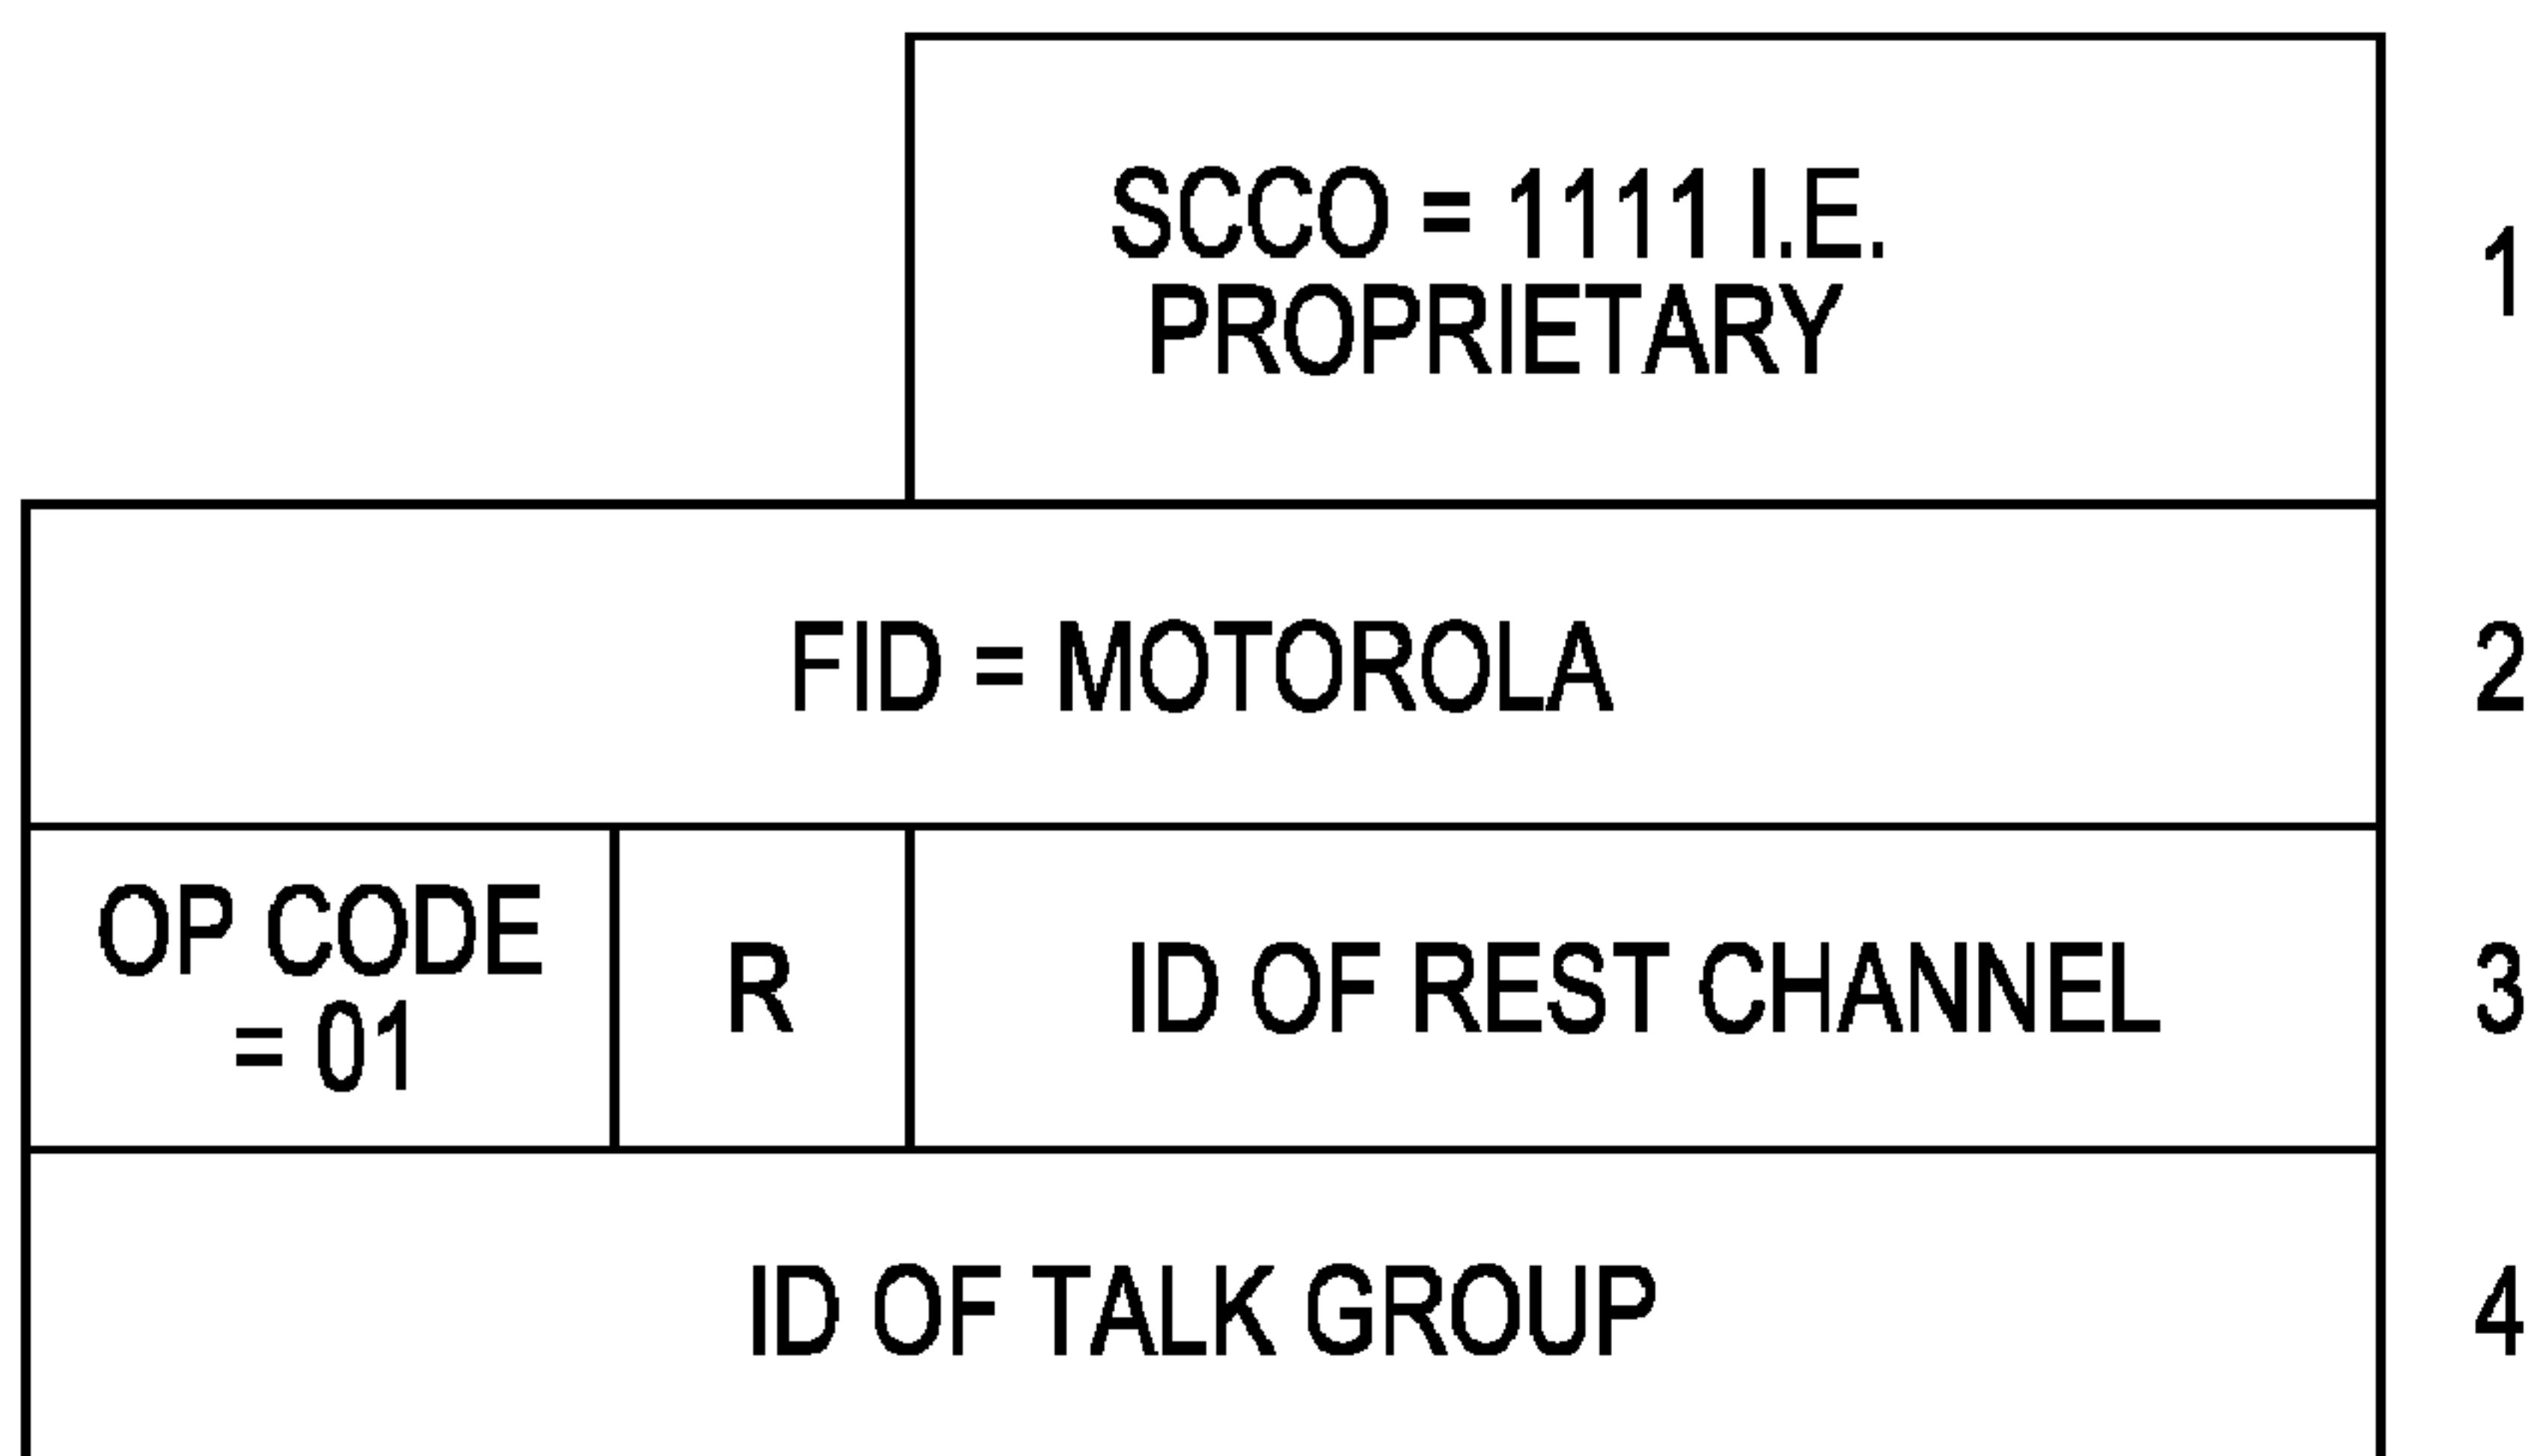 SCCO = 1111 I.E.
PROPRIETARY
1
FID = MOTOROLA
2
OP CODE
= 01
R
ID OF REST CHANNEL
3
ID OF TALK GROUP
4